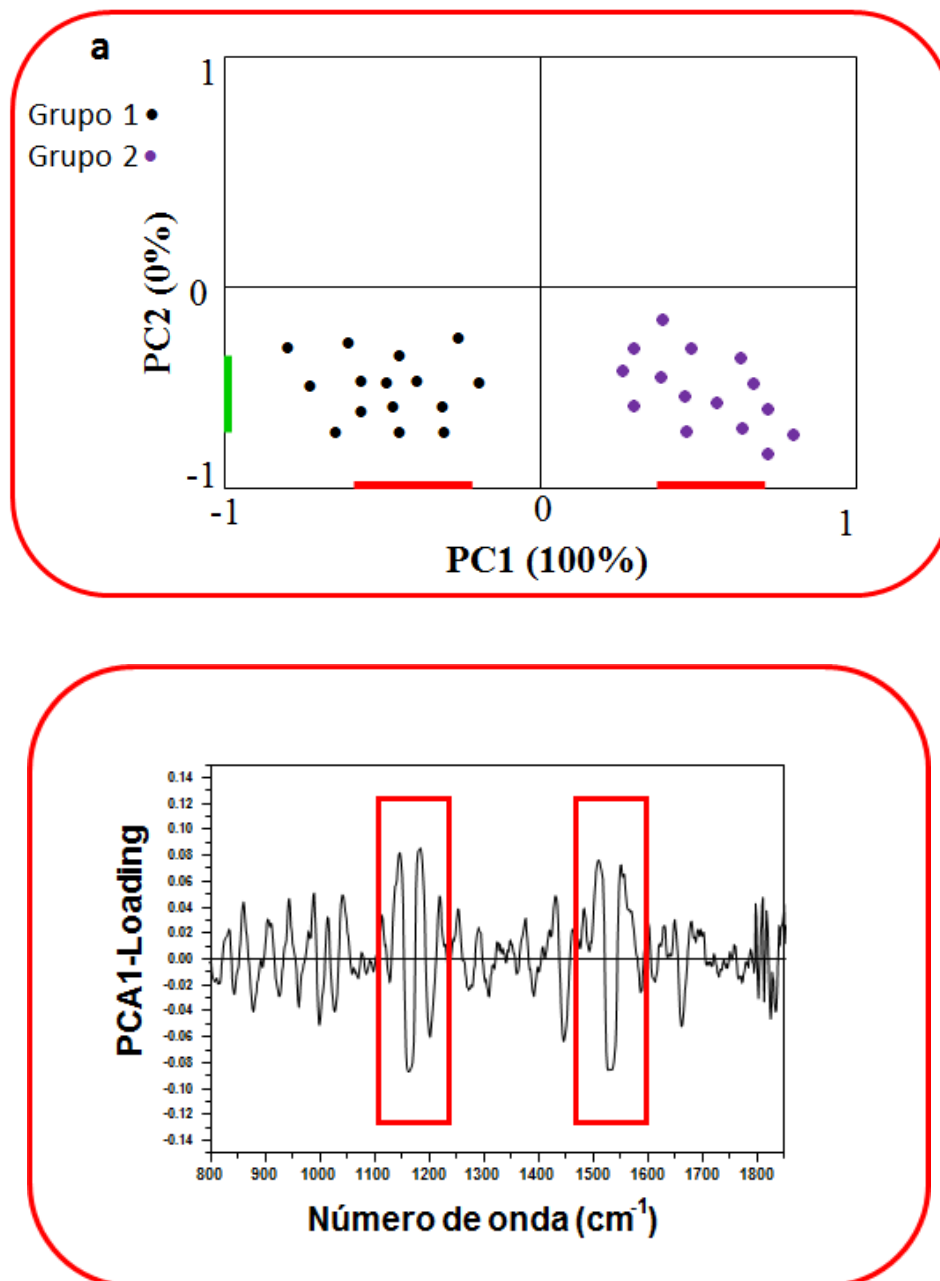 a
Grupo 1
Grupo 2
1
0
-1
PC2 (0%)
-1
0
1
PC1 (100%)
0.14
0.12
0.10
0.08
0.06
0.04
0.02
0.00
-0.02
-0.04
-0.06
-0.08
-0.10
-0.12
-0.14
PCA1-Loading
800 900 1000 1100 1200 1300 1400 1500 1600 1700 1800
Número de onda (cm⁻¹)